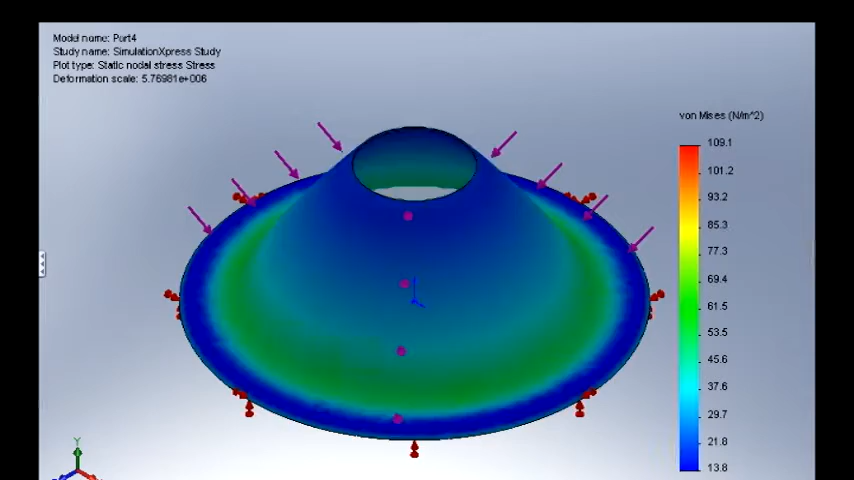 Model name: Part4
Study name: SimulationXpress Study
Plot type: Static nodal stress Stress
Deformation scale: 5.76981e+006
von Mises (N/m^2)
109.1
101.2
93.2
85.3
77.3
69.4
61.5
53.5
45.6
37.6
29.7
21.8
13.8
Y